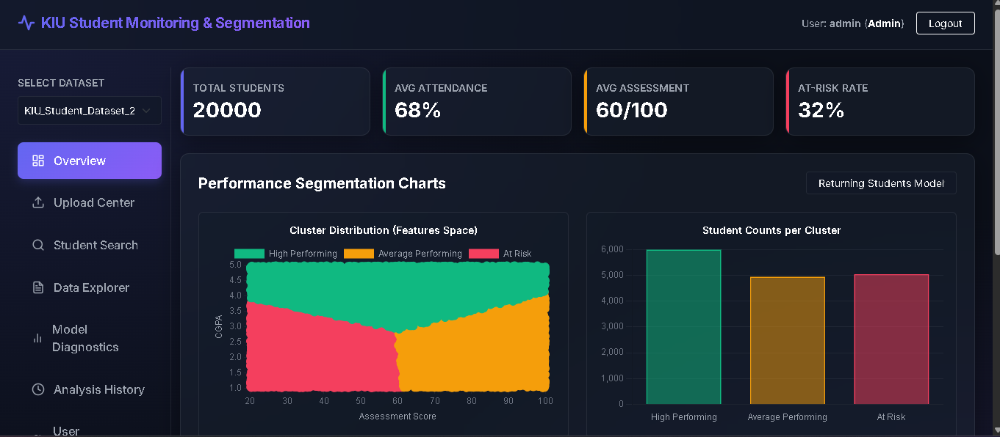 KIU Student Monitoring & Segmentation
User: admin (Admin)
Logout
SELECT DATASET
KIU_Student_Dataset_2
Overview
Upload Center
Student Search
Data Explorer
Model
Diagnostics
Analysis History
User
TOTAL STUDENTS
20000
AVG ATTENDANCE
68%
AVG ASSESSMENT
60/100
AT-RISK RATE
32%
Performance Segmentation Charts
Returning Students Model
Cluster Distribution (Features Space)
High Performing Average Performing At Risk
5.0
4.5
4.0
3.5
3.0
2.5
2.0
1.5
1.0
CGPA
20 30 40 50 60 70 80 90 100
Assessment Score
Student Counts per Cluster
6,000
5,000
4,000
3,000
2,000
1,000
0
High Performing Average Performing At Risk